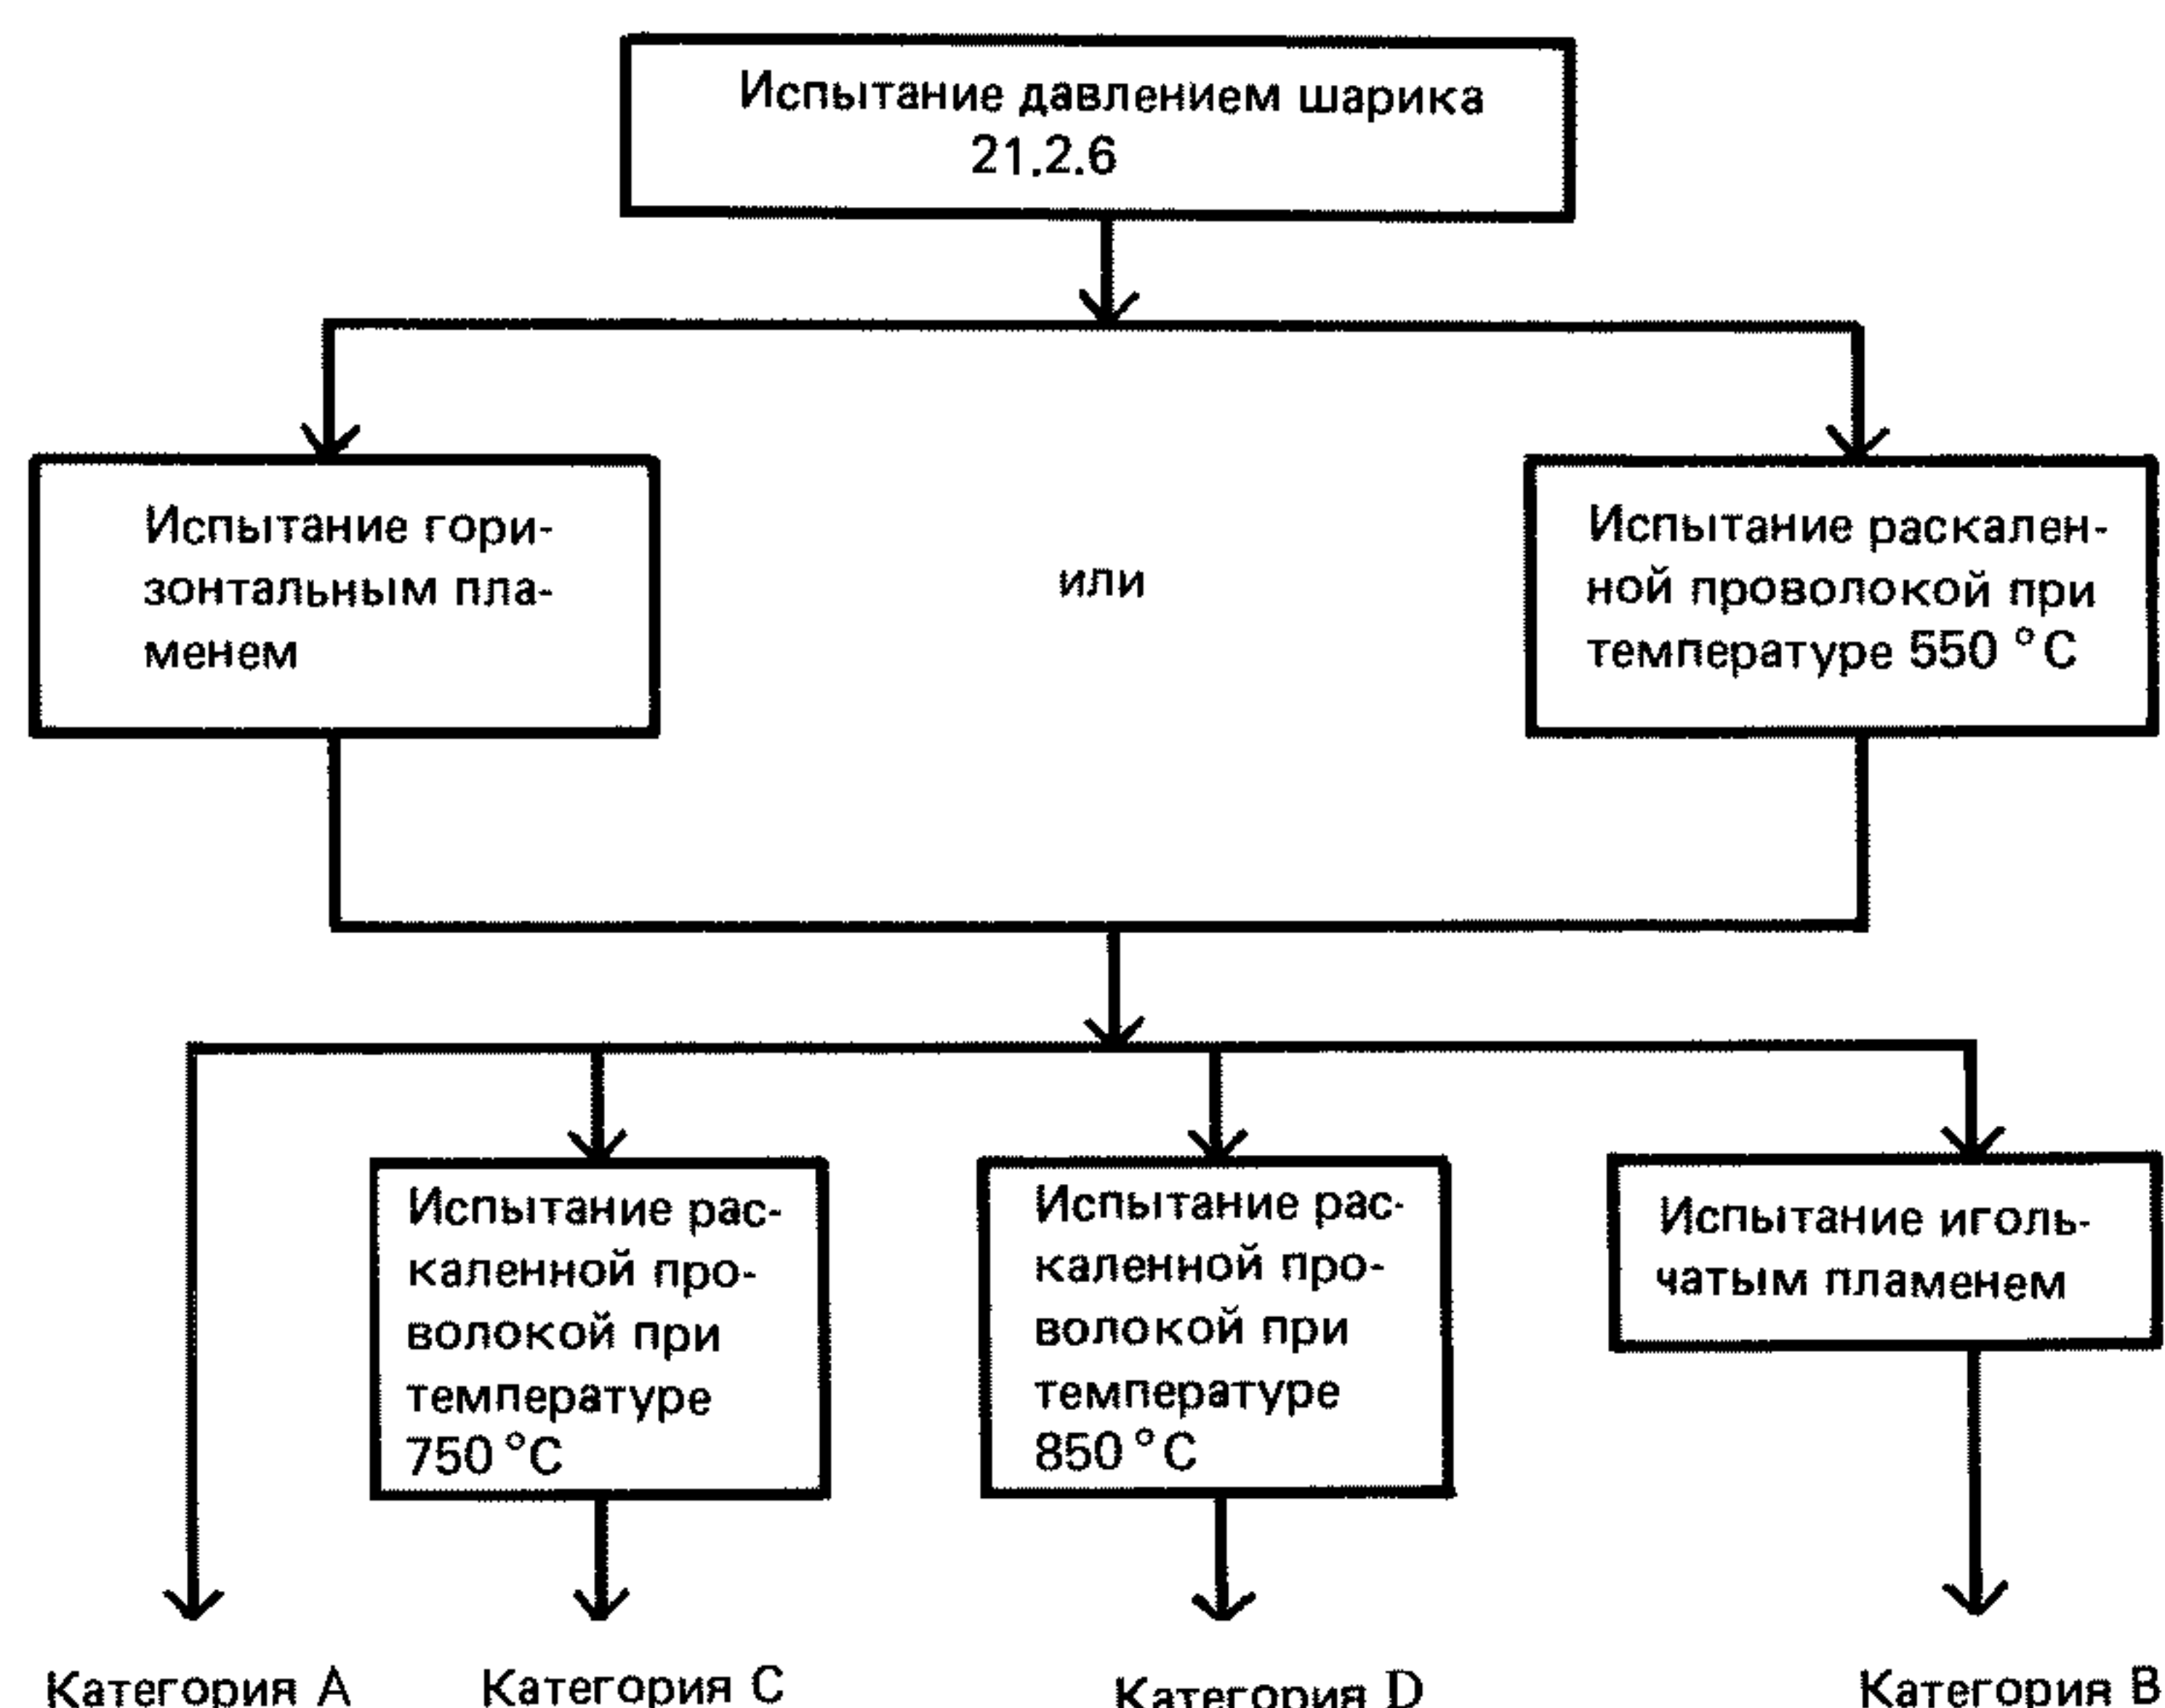 Испытание давлением шарика
21.2.6
Испытание гори-
зонтальным пла-
менем
или
Испытание раскален-
ной проволокой при
температуре 550 °C
Испытание рас-
каленной про-
волокой при
температуре
750 °C
Испытание рас-
каленной про-
волокой при
температуре
850 °C
Испытание иголь-
чатым пламенем
Категория A
Категория C
Категория D
Категория B